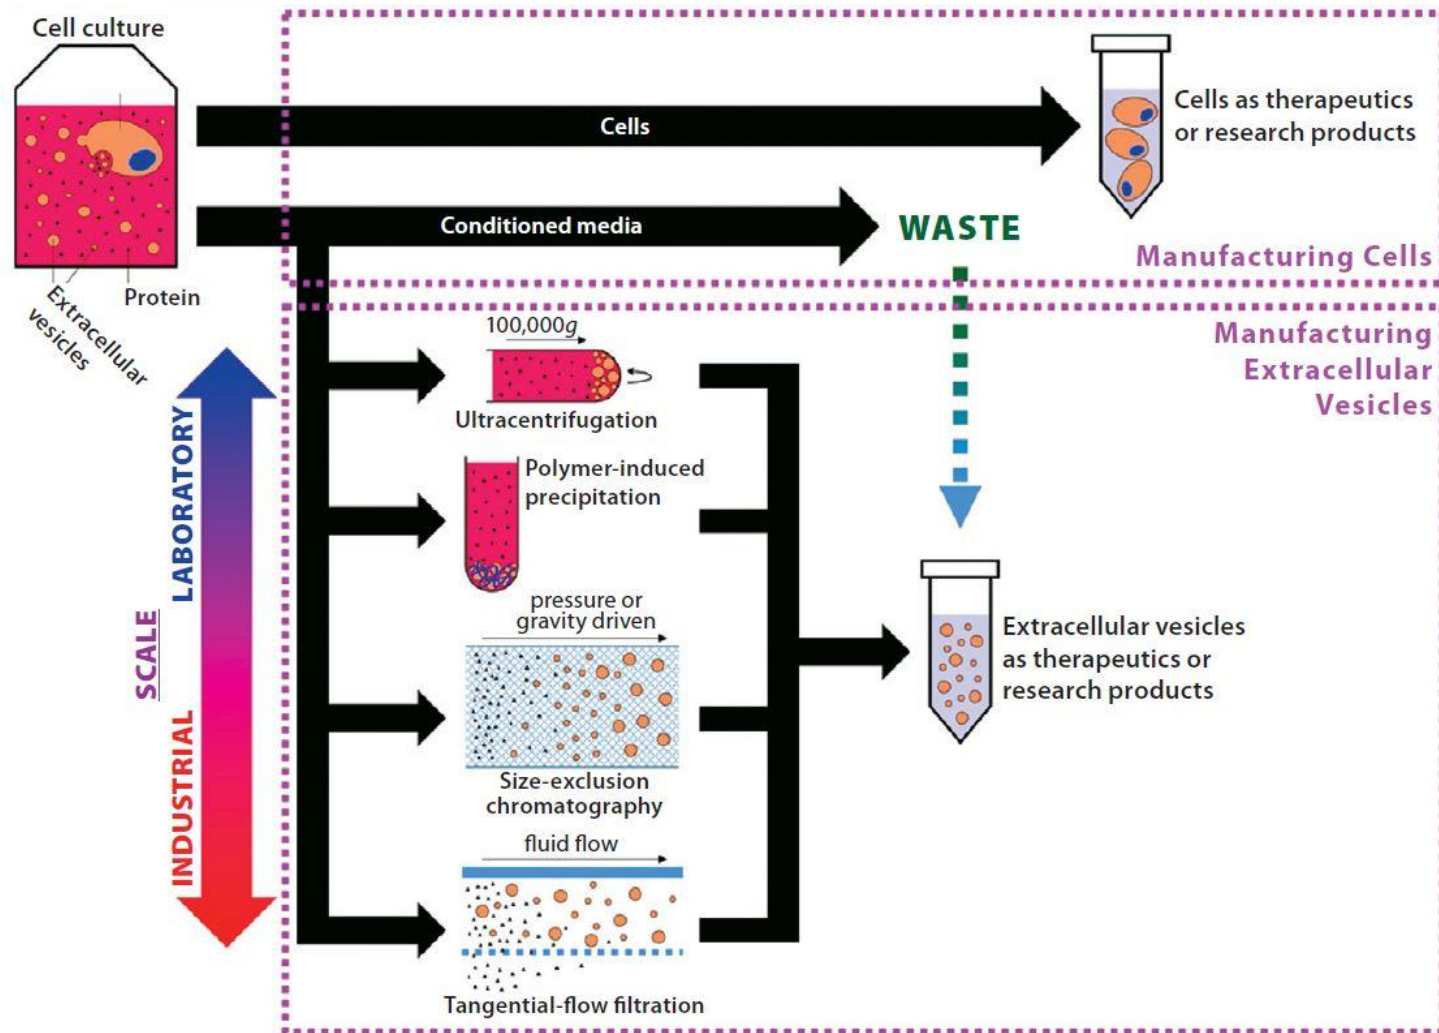 Cell culture
Cells
Cells as therapeutics
or research products
Conditioned media
WASTE
Manufacturing Cells
Extracellular
vesicles
Protein
Manufacturing
Extracellular
Vesicles
100,000g
Ultracentrifugation
Polymer-induced
precipitation
pressure or
gravity driven
Size-exclusion
chromatography
fluid flow
Tangential-flow filtration
SCALE
LABORATORY
INDUSTRIAL
Extracellular vesicles
as therapeutics or
research products